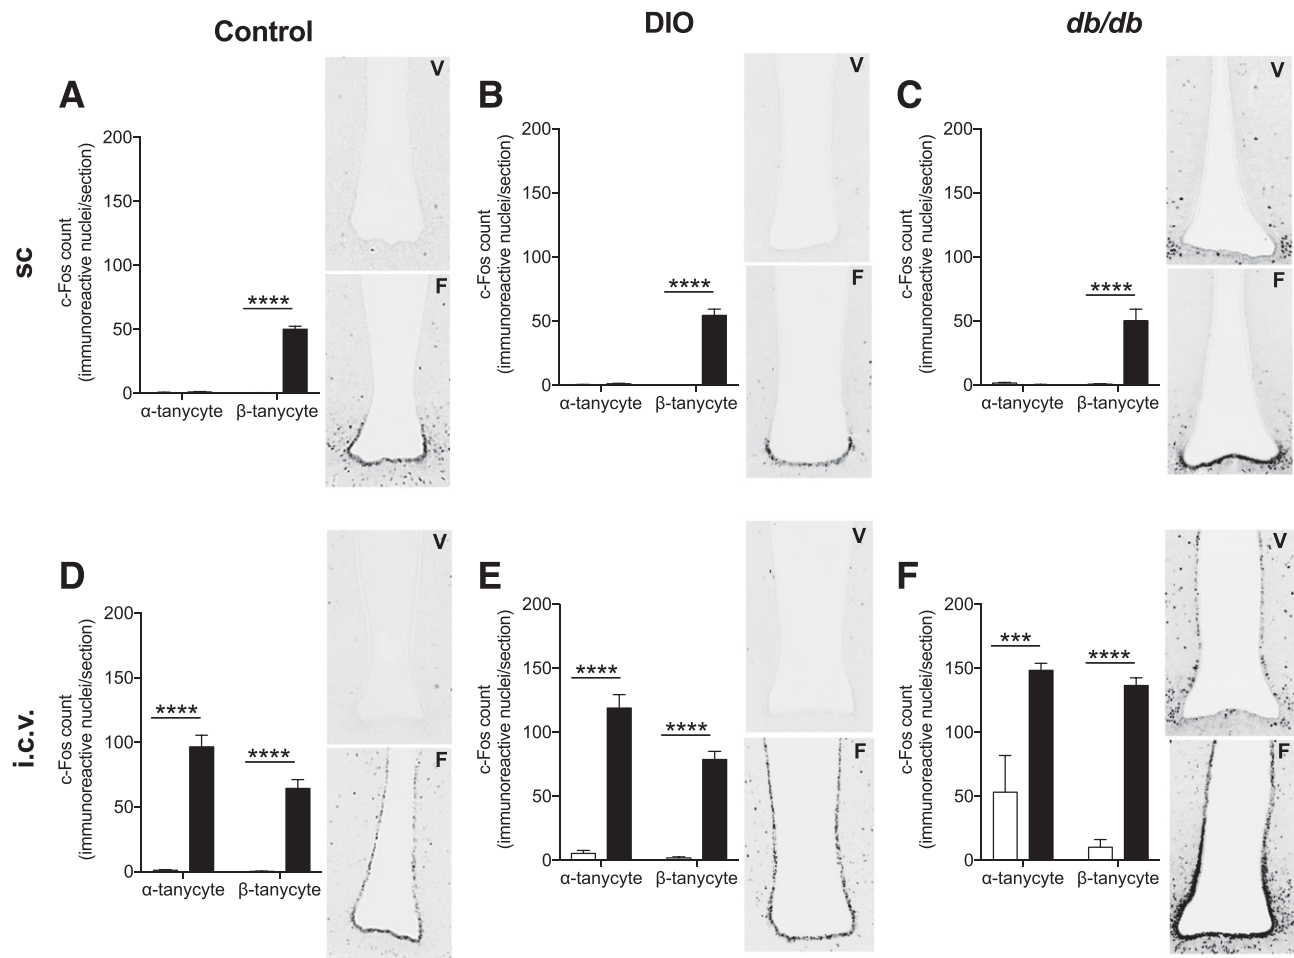 Control
DIO
db/db
sc
A
c-Fos count
(immunoreactive nuclei/section)
200
150
100
50
0
****
α-tanycyte
β-tanycyte
V
F
B
c-Fos count
(immunoreactive nuclei/section)
200
150
100
50
0
****
α-tanycyte
β-tanycyte
V
F
C
c-Fos count
(immunoreactive nuclei/section)
200
150
100
50
0
****
α-tanycyte
β-tanycyte
V
F
i.c.v.
D
c-Fos count
(immunoreactive nuclei/section)
200
150
100
50
0
****
****
α-tanycyte
β-tanycyte
V
F
E
c-Fos count
(immunoreactive nuclei/section)
200
150
100
50
0
****
****
α-tanycyte
β-tanycyte
V
F
F
c-Fos count
(immunoreactive nuclei/section)
200
150
100
50
0
***
****
α-tanycyte
β-tanycyte
V
F